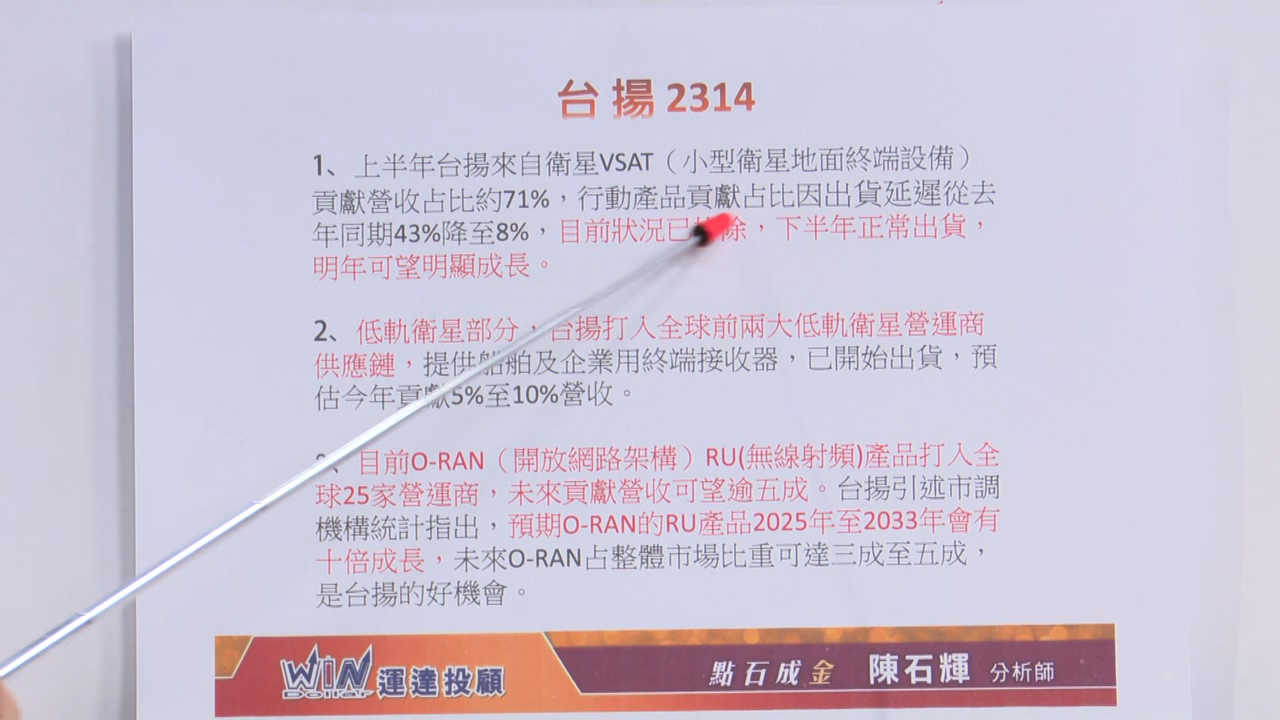 台揚 2314
1、上半年台揚來自衛星VSAT（小型衛星地面終端設備）
貢獻營收占比約71%，行動產品貢獻占比因出貨延遲從去
年同期43%降至8%，目前狀況已除，下半年正常出貨，
明年可望明顯成長。
2、低軌衛星部分，台揚打入全球前兩大低軌衛星營運商
供應鏈，提供船舶及企業用終端接收器，已開始出貨，預
估今年貢獻5%至10%營收。
、目前O-RAN（開放網路架構）RU(無線射頻)產品打入全
球25家營運商，未來貢獻營收可望逾五成。台揚引述市調
機構統計指出，預期O-RAN的RU產品2025年至2033年會有
十倍成長，未來O-RAN占整體市場比重可達三成至五成，
是台揚的好機會。
WIN Dollar 運達投顧 點石成金 陳石輝 分析師